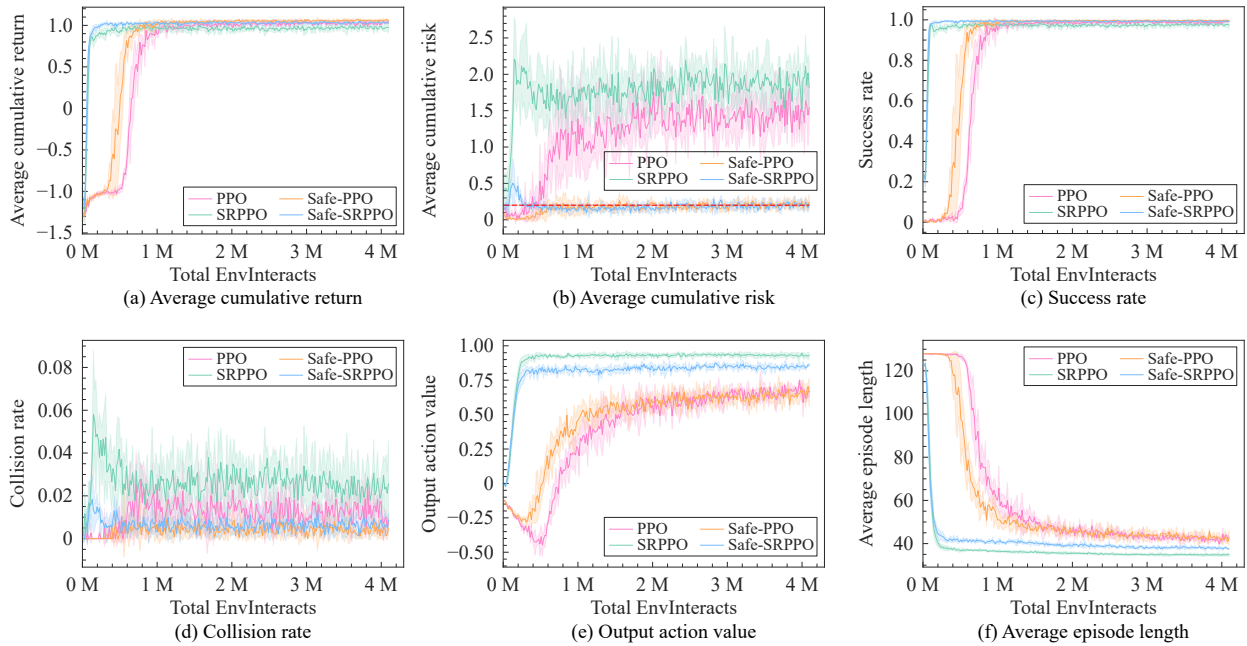 Average cumulative return
1.0
0.5
0
−0.5
−1.0
−1.5
PPO
SRPPO
Safe-PPO
Safe-SRPPO
0 M 1 M 2 M 3 M 4 M
Total EnvInteracts
(a) Average cumulative return
Average cumulative risk
2.5
2.0
1.5
1.0
0.5
0
PPO
SRPPO
Safe-PPO
Safe-SRPPO
0 M 1 M 2 M 3 M 4 M
Total EnvInteracts
(b) Average cumulative risk
Success rate
1.0
0.8
0.6
0.4
0.2
0
PPO
SRPPO
Safe-PPO
Safe-SRPPO
0 M 1 M 2 M 3 M 4 M
Total EnvInteracts
(c) Success rate
Collision rate
0.08
0.06
0.04
0.02
0
PPO
SRPPO
Safe-PPO
Safe-SRPPO
0 M 1 M 2 M 3 M 4 M
Total EnvInteracts
(d) Collision rate
Output action value
1.00
0.75
0.50
0.25
0
−0.25
−0.50
PPO
SRPPO
Safe-PPO
Safe-SRPPO
0 M 1 M 2 M 3 M 4 M
Total EnvInteracts
(e) Output action value
Average episode length
120
100
80
60
40
PPO
SRPPO
Safe-PPO
Safe-SRPPO
0 M 1 M 2 M 3 M 4 M
Total EnvInteracts
(f) Average episode length